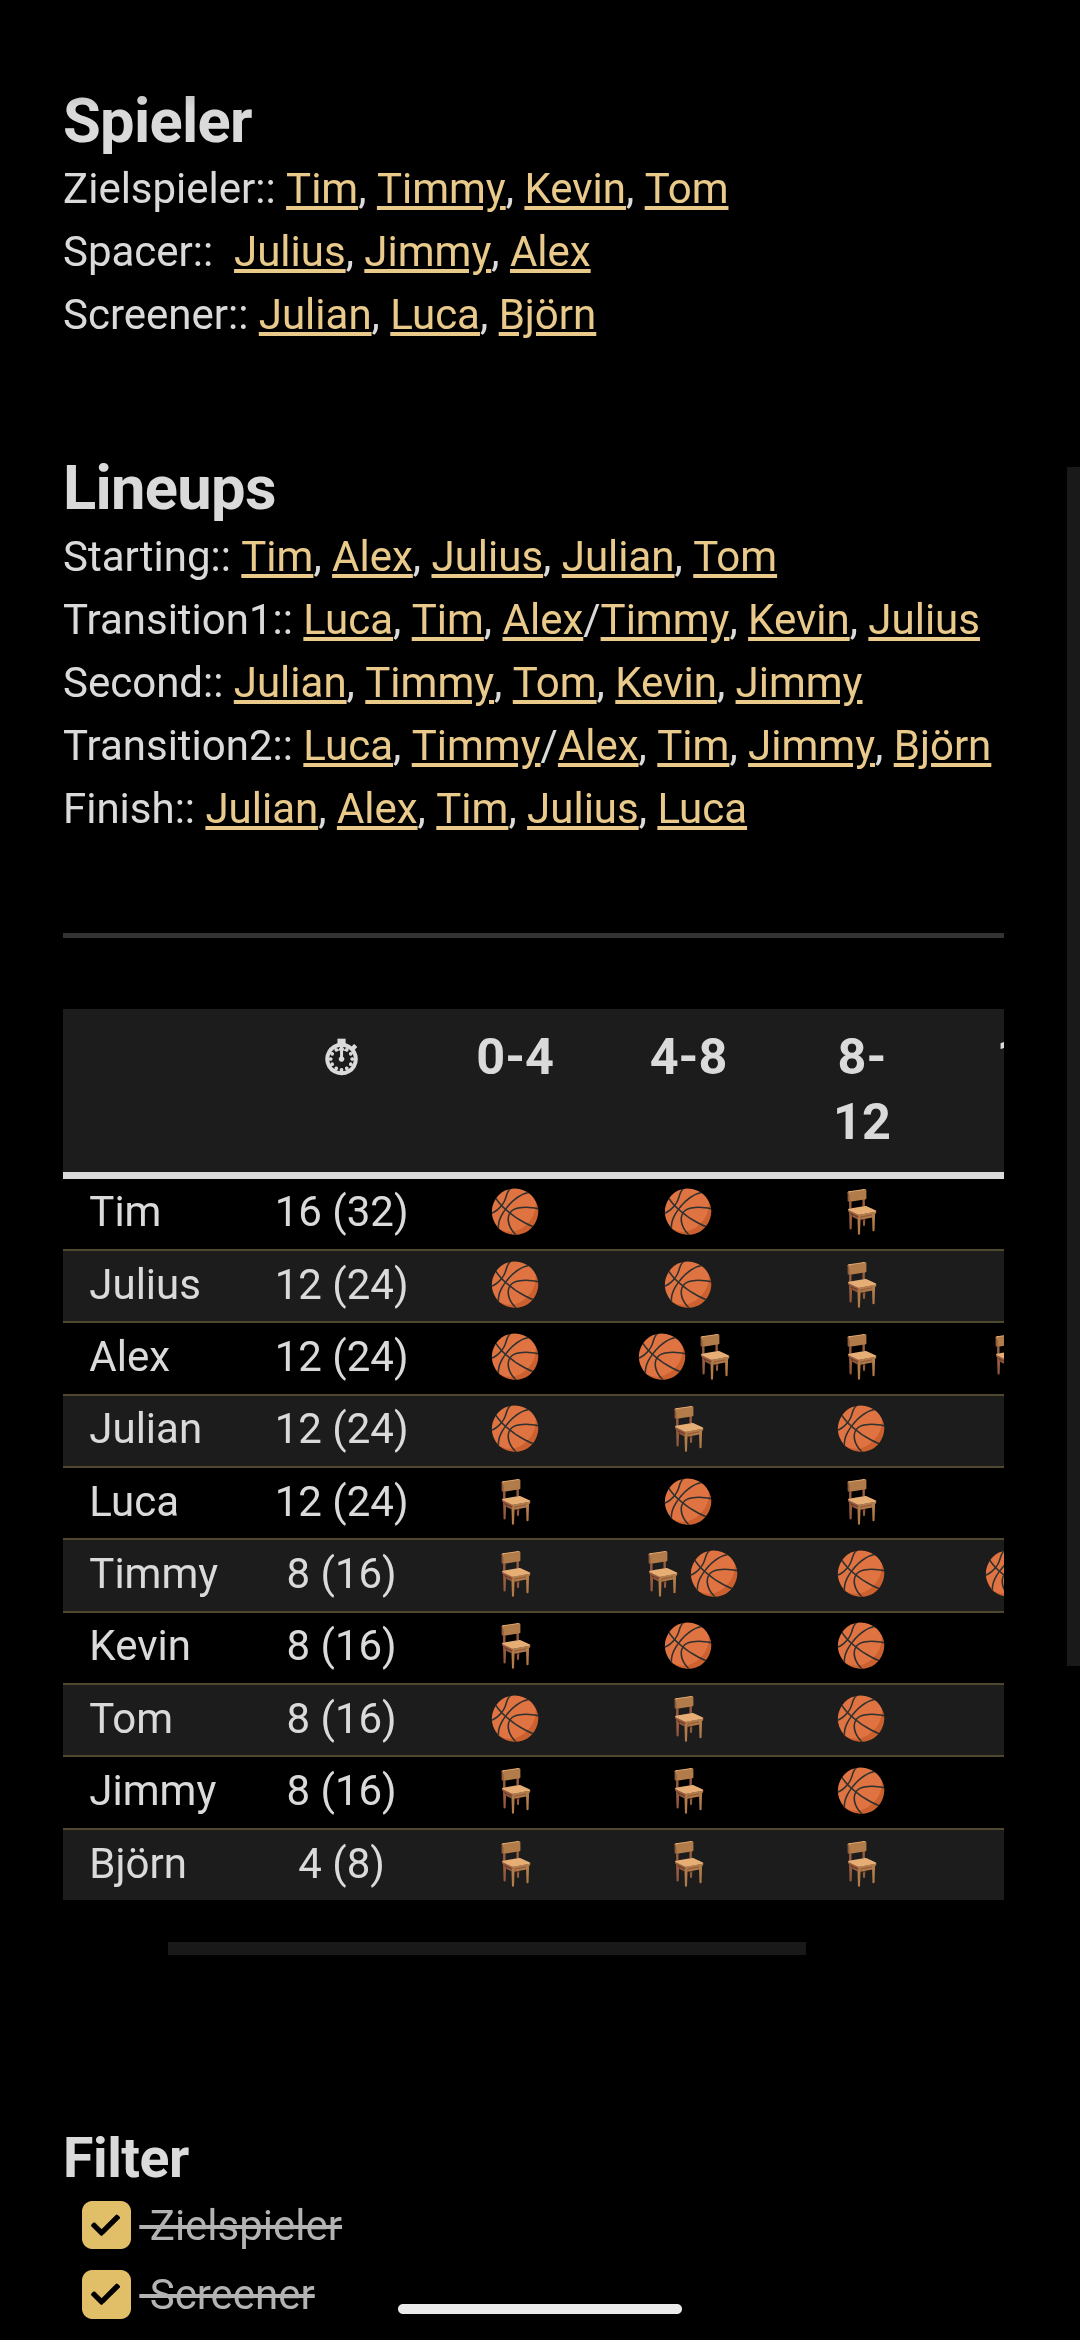 Spieler
Zielspieler:: Tim, Timmy, Kevin, Tom
Spacer:: Julius, Jimmy, Alex
Screener:: Julian, Luca, Björn
Lineups
Starting:: Tim, Alex, Julius, Julian, Tom
Transition1:: Luca, Tim, Alex/Timmy, Kevin, Julius
Second:: Julian, Timmy, Tom, Kevin, Jimmy
Transition2:: Luca, Timmy/Alex, Tim, Jimmy, Björn
Finish:: Julian, Alex, Tim, Julius, Luca
⏱ 0-4 4-8 8-
12
Tim 16 (32) 🏀 🏀 🪑
Julius 12 (24) 🏀 🏀 🪑
Alex 12 (24) 🏀 🏀🪑 🪑
Julian 12 (24) 🏀 🪑 🏀
Luca 12 (24) 🪑 🏀 🪑
Timmy 8 (16) 🪑 🪑🏀 🏀
Kevin 8 (16) 🪑 🏀 🏀
Tom 8 (16) 🏀 🪑 🏀
Jimmy 8 (16) 🪑 🪑 🏀
Björn 4 (8) 🪑 🪑 🪑
Filter
Zielspieler
Screener